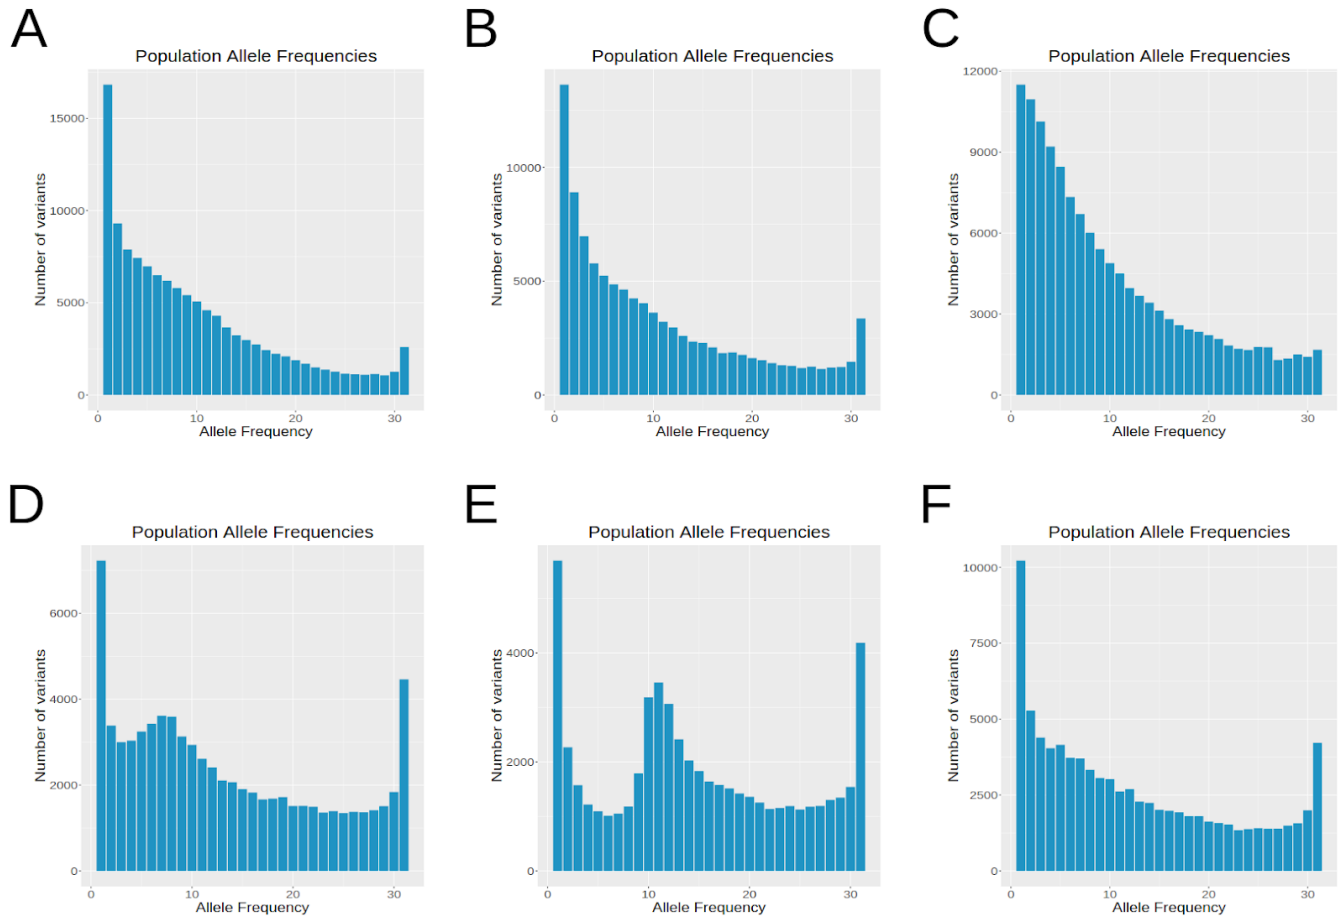 A
Population Allele Frequencies
Number of variants
15000
10000
5000
0
0 10 20 30
Allele Frequency
B
Population Allele Frequencies
Number of variants
10000
5000
0
0 10 20 30
Allele Frequency
C
Population Allele Frequencies
Number of variants
12000
9000
6000
3000
0
0 10 20 30
Allele Frequency
D
Population Allele Frequencies
Number of variants
6000
4000
2000
0
0 10 20 30
Allele Frequency
E
Population Allele Frequencies
Number of variants
4000
2000
0
0 10 20 30
Allele Frequency
F
Population Allele Frequencies
Number of variants
10000
7500
5000
2500
0
0 10 20 30
Allele Frequency